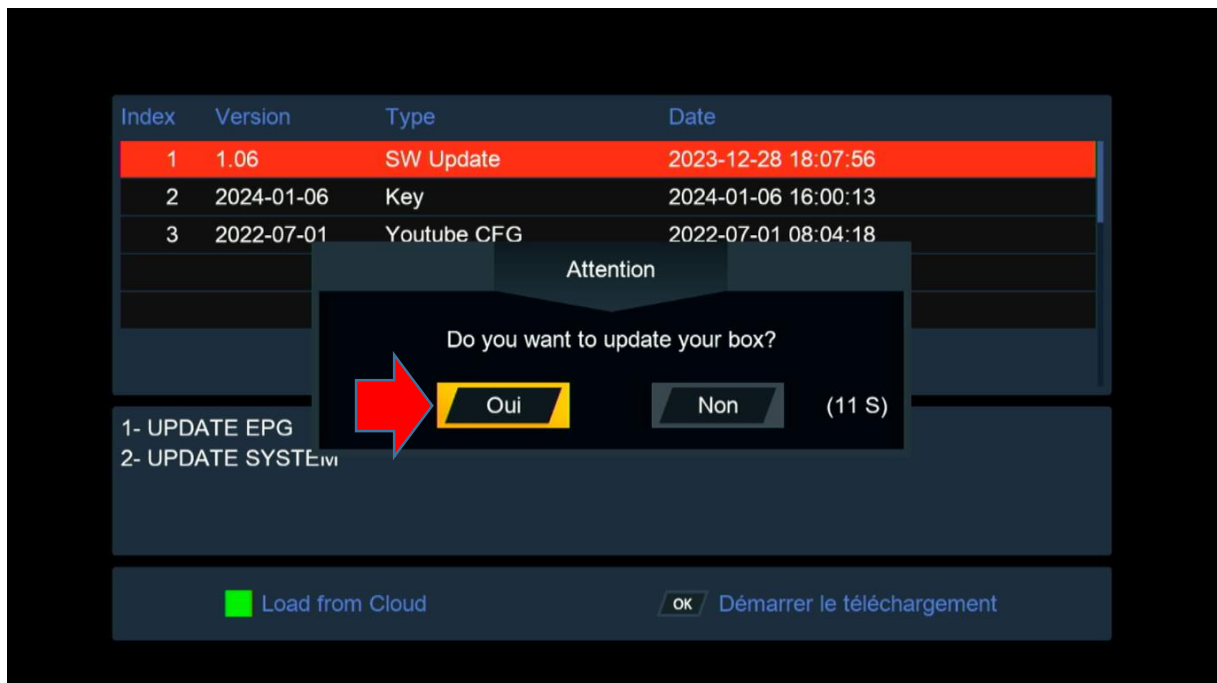 Index Version Type Date
1 1.06 SW Update 2023-12-28 18:07:56
2 2024-01-06 Key 2024-01-06 16:00:13
3 2022-07-01 Youtube CFG 2022-07-01 08:04:18
Attention
Do you want to update your box?
Oui Non (11 S)
1- UPDATE EPG
2- UPDATE SYSTEM
Load from Cloud OK Démarrer le téléchargement